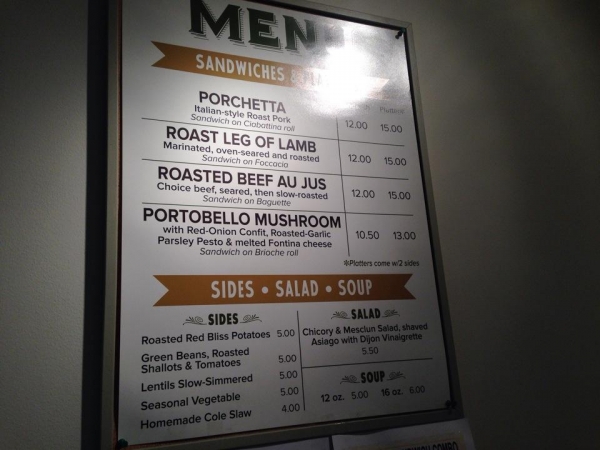 MEN
SANDWICHES
Platters
PORCHETTA
Italian-style Roast Pork
Sandwich on Ciabattina roll
12.00 15.00
ROAST LEG OF LAMB
Marinated, oven-seared and roasted
Sandwich on Foccacia
12.00 15.00
ROASTED BEEF AU JUS
Choice beef, seared, then slow-roasted
Sandwich on Baguette
12.00 15.00
PORTOBELLO MUSHROOM
with Red-Onion Confit, Roasted-Garlic
Parsley Pesto & melted Fontina cheese
Sandwich on Brioche roll
10.50 13.00
*Platters come w/2 sides
SIDES • SALAD • SOUP
SIDES
Roasted Red Bliss Potatoes 5.00
Green Beans, Roasted
Shallots & Tomatoes 5.00
Lentils Slow-Simmered 5.00
Seasonal Vegetable 5.00
Homemade Cole Slaw 4.00
SALAD
Chicory & Mesclun Salad, shaved
Asiago with Dijon Vinaigrette
5.50
SOUP
12 oz. 5.00 16 oz. 6.00
COMBO